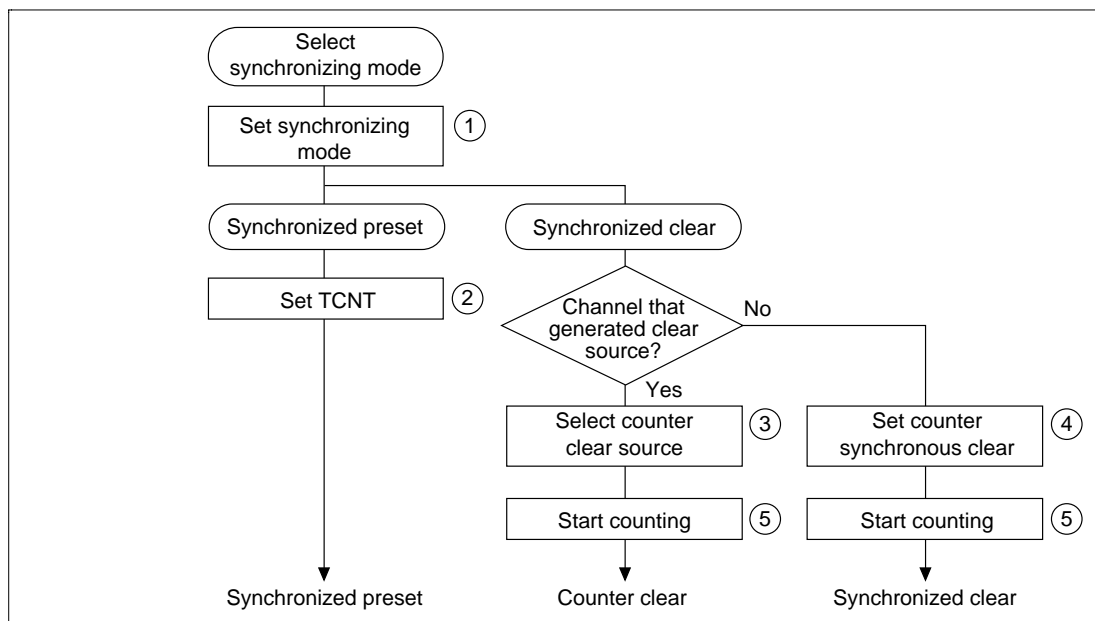 Select
synchronizing mode
Set synchronizing
mode
1
Synchronized preset
Synchronized clear
Set TCNT
2
Channel that
generated clear
source?
No
Yes
Select counter
clear source
3
Set counter
synchronous clear
4
Start counting
5
Start counting
5
Synchronized preset
Counter clear
Synchronized clear